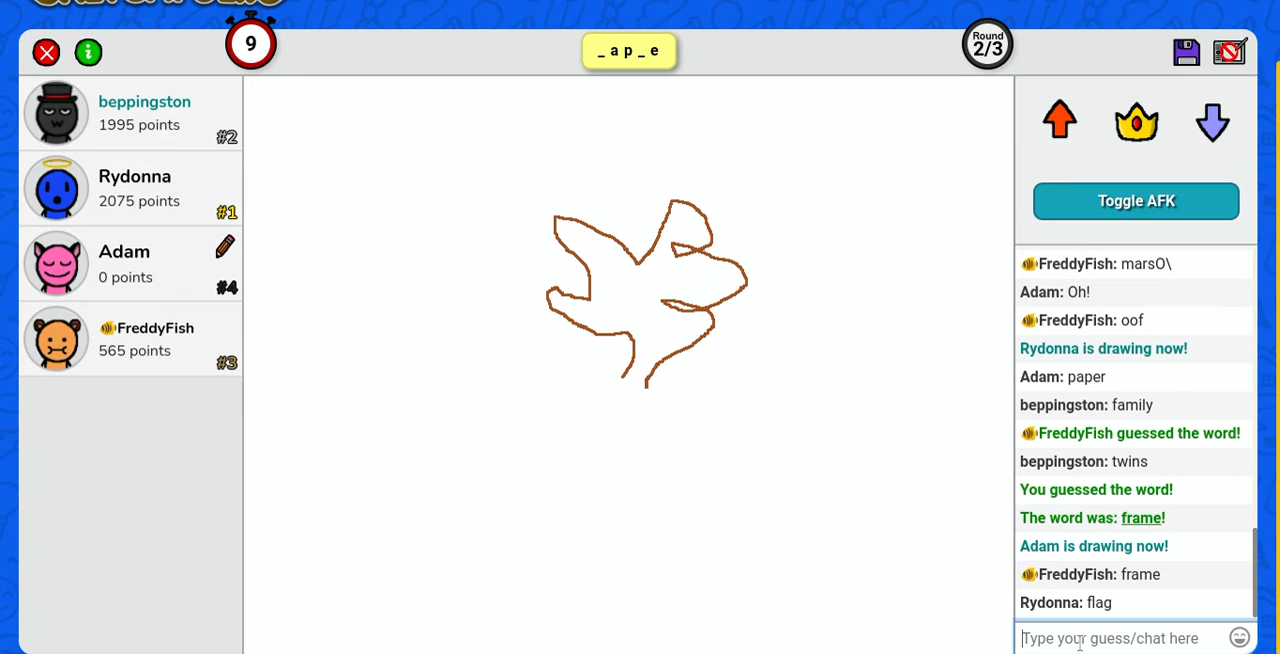 9
_ a p _ e
Round
2/3
beppingston
1995 points
#2
Rydonna
2075 points
#1
Adam
0 points
#4
FreddyFish
565 points
#3
Toggle AFK
FreddyFish: marsO\
Adam: Oh!
FreddyFish: oof
Rydonna is drawing now!
Adam: paper
beppingston: family
FreddyFish guessed the word!
beppingston: twins
You guessed the word!
The word was: frame!
Adam is drawing now!
FreddyFish: frame
Rydonna: flag
Type your guess/chat here